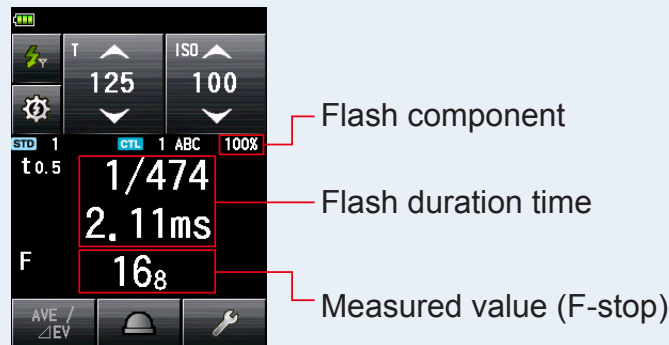 T
ISO
125
100
STD 1 CTL 1 ABC 100%
Flash component
t0.5
1/474
2.11ms
Flash duration time
F
168
Measured value (F-stop)
AVE /
⊿EV